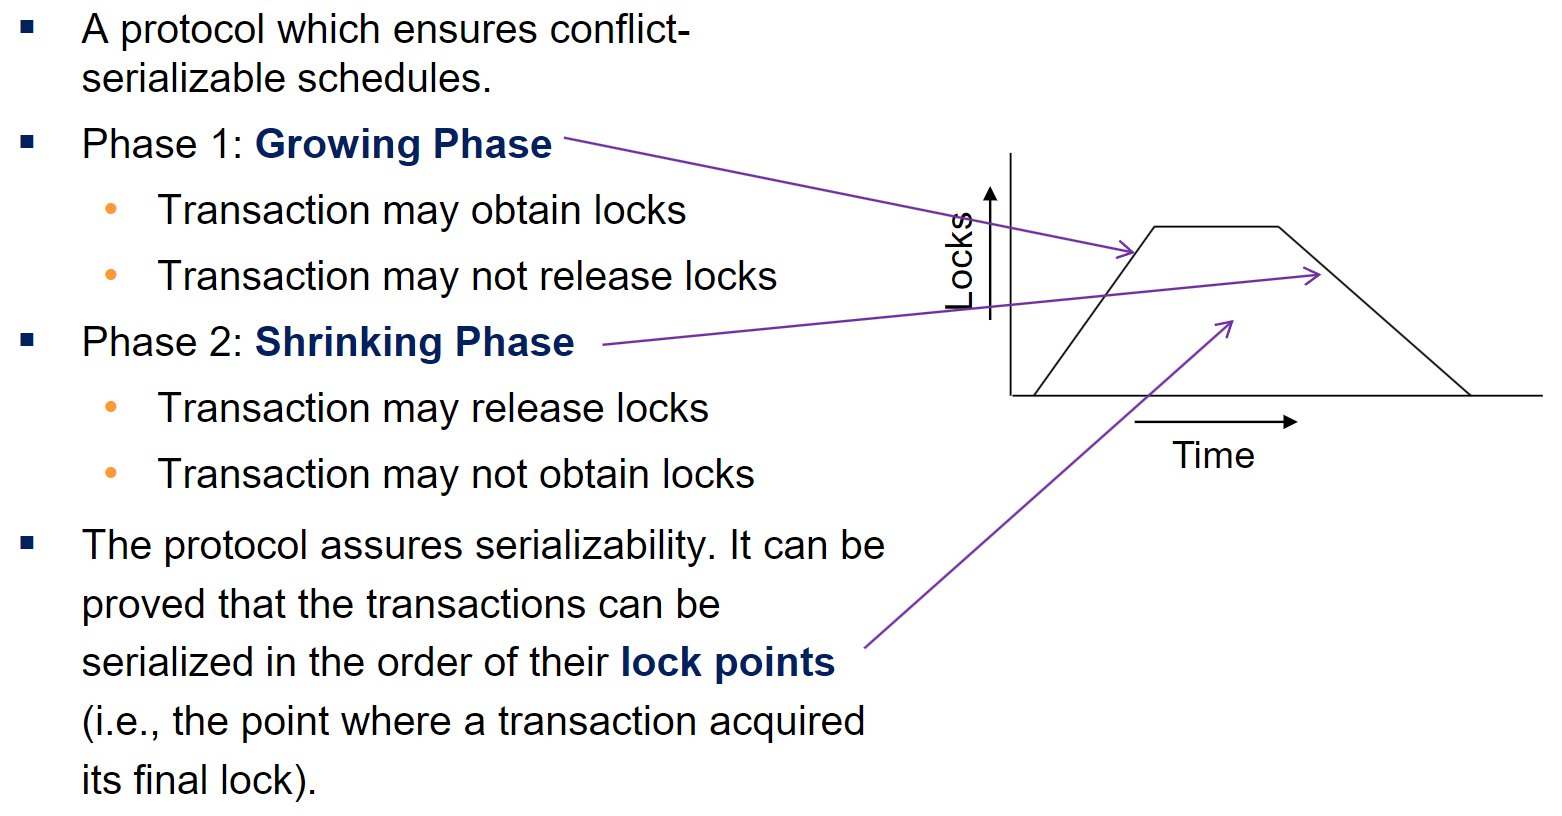 ▪ A protocol which ensures conflict-
serializable schedules.
▪ Phase 1: Growing Phase
• Transaction may obtain locks
• Transaction may not release locks
▪ Phase 2: Shrinking Phase
• Transaction may release locks
• Transaction may not obtain locks
▪ The protocol assures serializability. It can be
proved that the transactions can be
serialized in the order of their lock points
(i.e., the point where a transaction acquired
its final lock).
Locks
Time